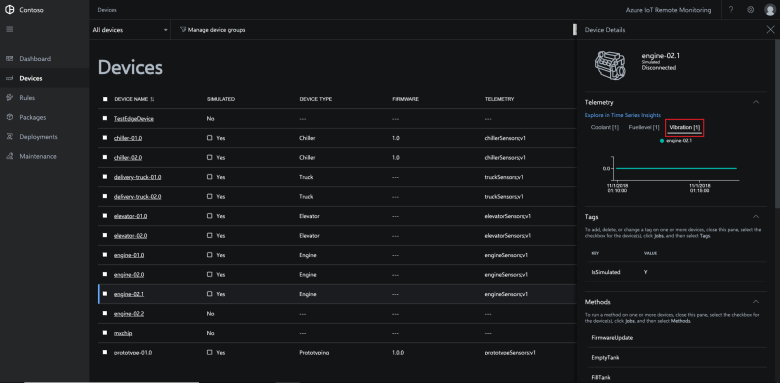 Contoso
Devices
Azure IoT Remote Monitoring
?
All devices
Manage device groups
Device Details
Dashboard
Devices
Rules
Packages
Deployments
Maintenance
Devices
DEVICE NAME
SIMULATED
DEVICE TYPE
FIRMWARE
TELEMETRY
TestEdgeDevice
No
---
---
---
chiller-01.0
Yes
Chiller
1.0
chillerSensors;v1
chiller-02.0
Yes
Chiller
1.0
chillerSensors;v1
delivery-truck-01.0
Yes
Truck
---
truckSensors;v1
delivery-truck-02.0
Yes
Truck
---
truckSensors;v1
elevator-01.0
Yes
Elevator
---
elevatorSensors;v1
elevator-02.0
Yes
Elevator
---
elevatorSensors;v1
engine-01.0
Yes
Engine
---
engineSensors;v1
engine-02.0
Yes
Engine
---
engineSensors;v1
engine-02.1
Yes
Engine
---
engineSensors;v1
engine-02.2
No
---
---
---
mxchip
No
---
---
---
prototype-01.0
Yes
Prototyping
1.0.0
prototypeSensors;v1
engine-02.1
Simulated
Disconnected
Telemetry
Explore in Time Series Insights
Coolant [1]
Fuellevel [1]
Vibration [1]
engine-02.1
0.0
11/1/2018
01:10:00
11/1/2018
01:15:00
Tags
To add, delete, or change a tag on one or more devices, close this pane, select the
checkbox for the device(s), click Jobs, and then select Tags.
KEY
VALUE
IsSimulated
Y
Methods
To run a method on one or more devices, close this pane, select the checkbox for
the device(s), click Jobs, and then select Methods.
FirmwareUpdate
EmptyTank
FillTank